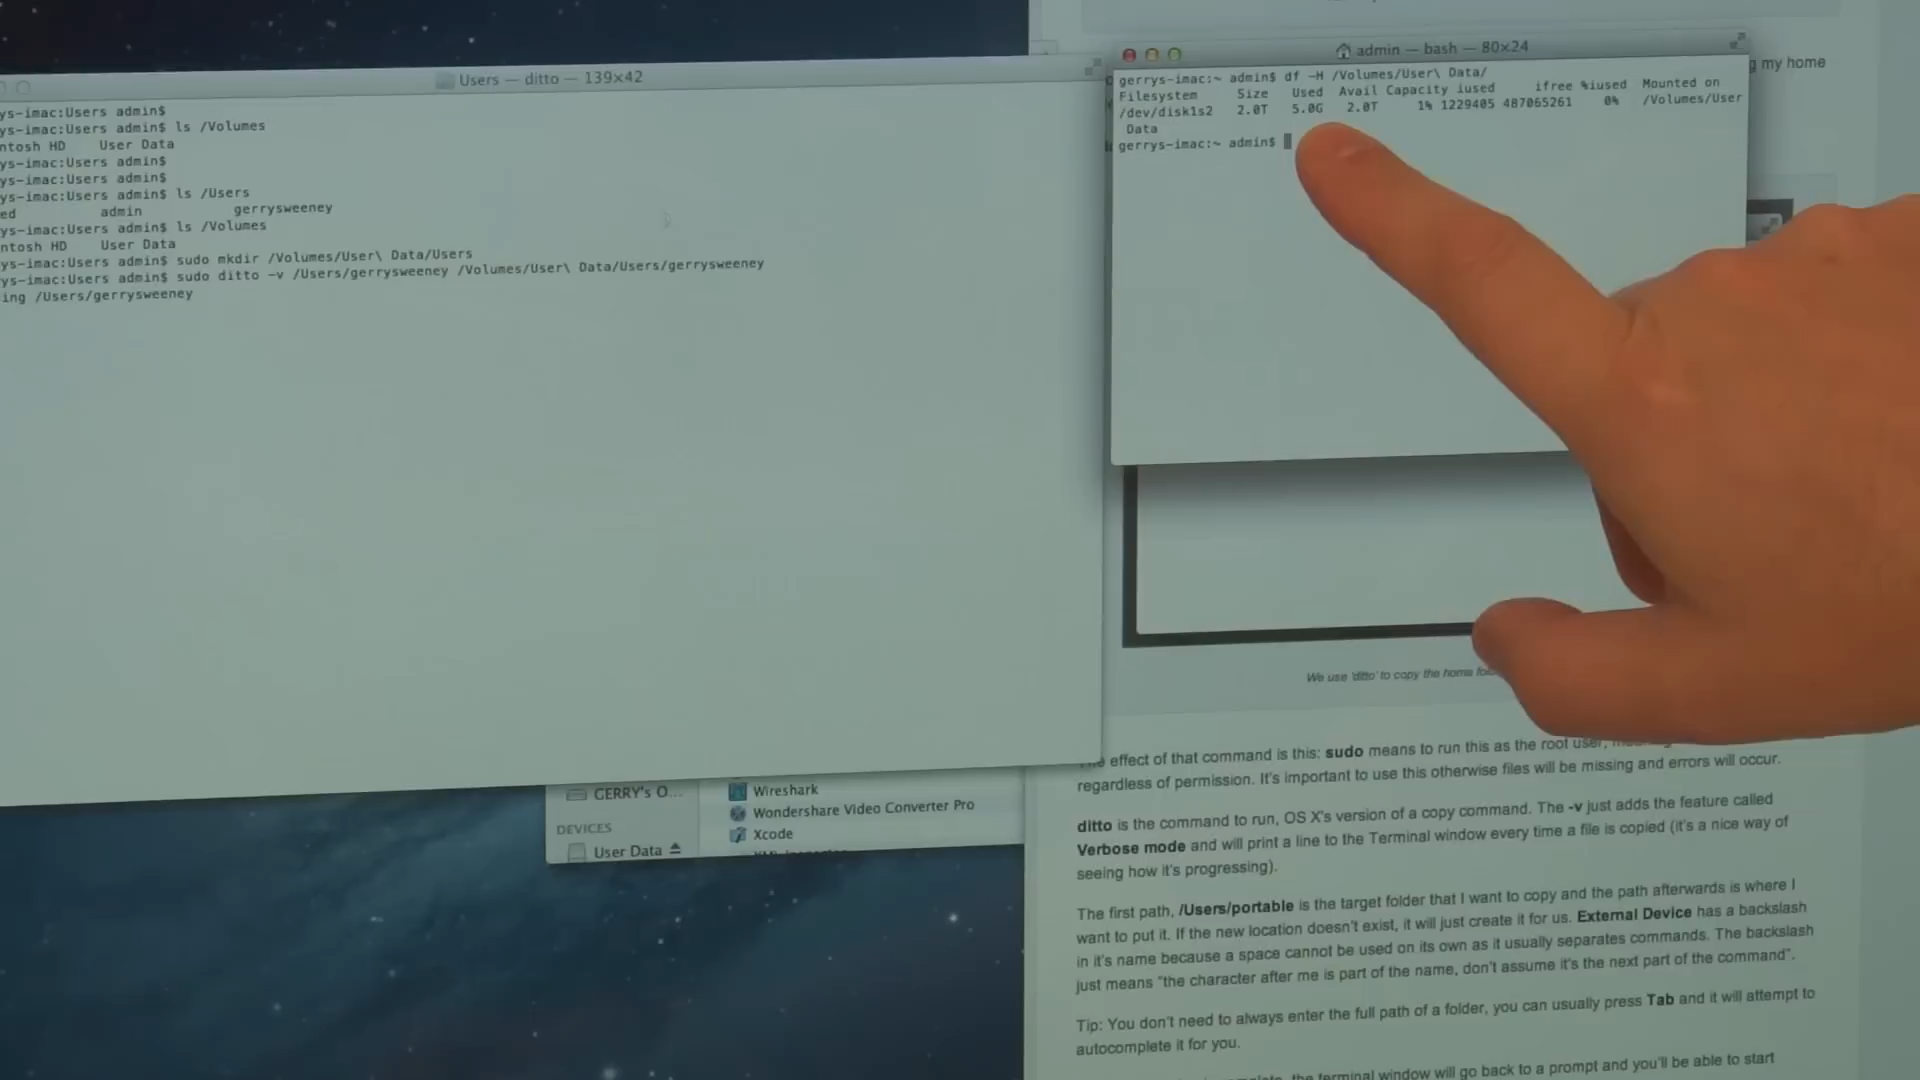 Users — ditto — 139×42
ys-imac:Users admin$
ys-imac:Users admin$ ls /Volumes
ntosh HD    User Data
ys-imac:Users admin$
ys-imac:Users admin$
ys-imac:Users admin$ ls /Users
ed    admin    gerrysweeney
ys-imac:Users admin$ ls /Volumes
ntosh HD    User Data
ys-imac:Users admin$ sudo mkdir /Volumes/User\ Data/Users
ys-imac:Users admin$ sudo ditto -v /Users/gerrysweeney /Volumes/User\ Data/Users/gerrysweeney
ing /Users/gerrysweeney
admin — bash — 80×24
gerrys-imac:~ admin$ df -H /Volumes/User\ Data/
Filesystem    Size    Used    Avail Capacity iused    ifree %iused    Mounted on
/dev/disk1s2    2.0T    5.0G    2.0T    1% 1229405 487065261    0%    /Volumes/User
Data
gerrys-imac:~ admin$
g my home
We use 'ditto' to copy the home
GERRY's O...
DEVICES
User Data
Wireshark
Wondershare Video Converter Pro
Xcode
effect of that command is this: sudo means to run this as the root user,
regardless of permission. It's important to use this otherwise files will be missing and errors will occur.
ditto is the command to run, OS X's version of a copy command. The -v just adds the feature called
Verbose mode and will print a line to the Terminal window every time a file is copied (it's a nice way of
seeing how it's progressing).
The first path, /Users/portable is the target folder that I want to copy and the path afterwards is where I
want to put it. If the new location doesn't exist, it will just create it for us. External Device has a backslash
in it's name because a space cannot be used on its own as it usually separates commands. The backslash
just means "the character after me is part of the name, don't assume it's the next part of the command".
Tip: You don't need to always enter the full path of a folder, you can usually press Tab and it will attempt to
autocomplete it for you.
the terminal window will go back to a prompt and you'll be able to start